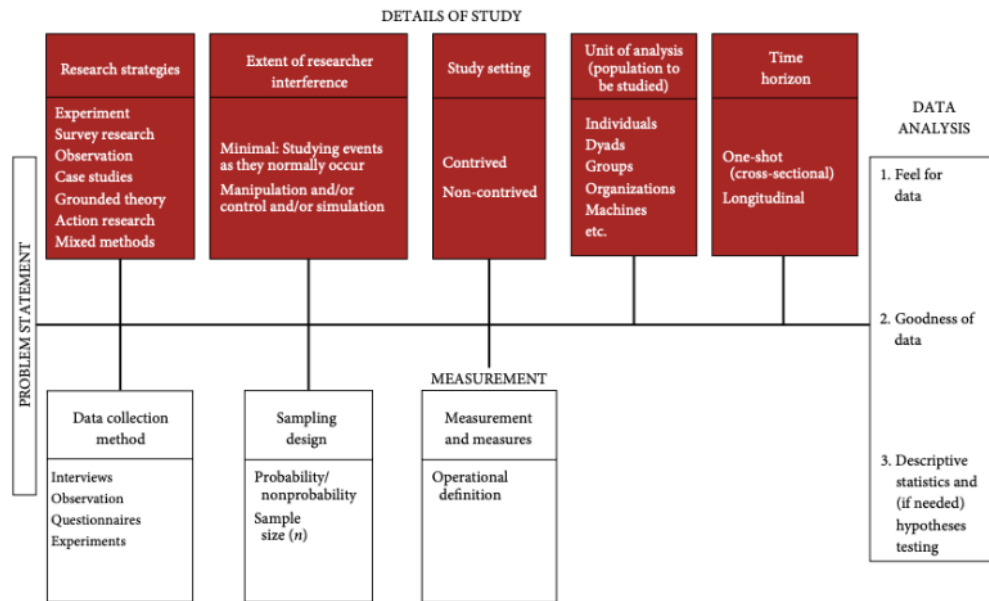 DETAILS OF STUDY
Research strategies
Experiment
Survey research
Observation
Case studies
Grounded theory
Action research
Mixed methods
Extent of researcher
interference
Minimal: Studying events
as they normally occur
Manipulation and/or
control and/or simulation
Study setting
Contrived
Non-contrived
Unit of analysis
(population to
be studied)
Individuals
Dyads
Groups
Organizations
Machines
etc.
Time
horizon
One-shot
(cross-sectional)
Longitudinal
DATA
ANALYSIS
1. Feel for
data
2. Goodness of
data
3. Descriptive
statistics and
(if needed)
hypotheses
testing
PROBLEM STATEMENT
Data collection
method
Interviews
Observation
Questionnaires
Experiments
Sampling
design
Probability/
nonprobability
Sample
size (n)
MEASUREMENT
Measurement
and measures
Operational
definition